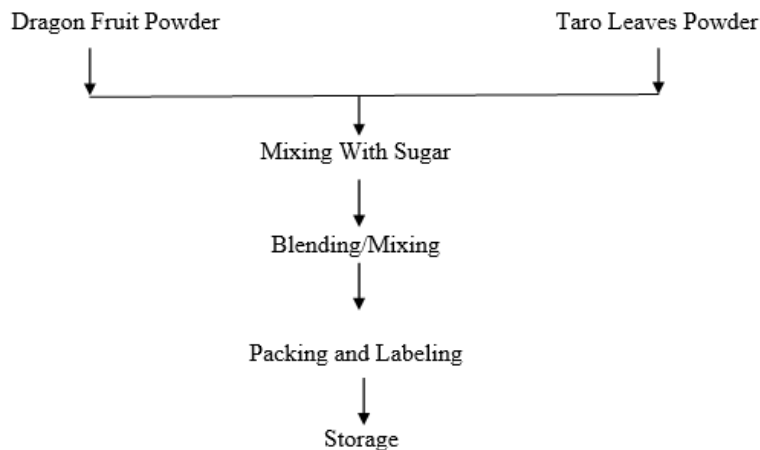 Dragon Fruit Powder
Taro Leaves Powder
Mixing With Sugar
Blending/Mixing
Packing and Labeling
Storage